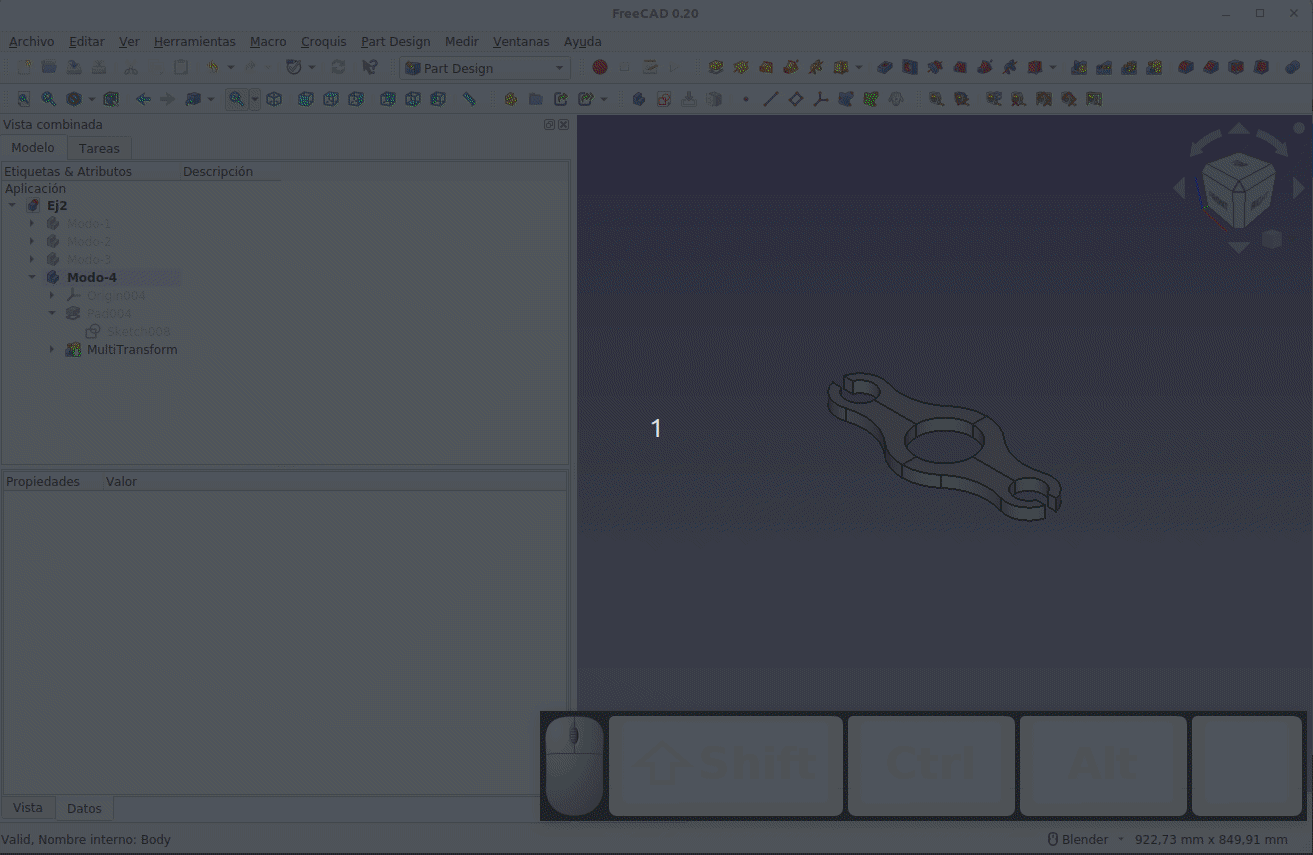 FreeCAD 0.20
Archivo Editar Ver Herramientas Macro Croquis Part Design Medir Ventanas Ayuda
Part Design
Vista combinada
Modelo Tareas
Etiquetas & Atributos Descripción
Aplicación
Ej2
Modo-1
Modo-2
Modo-3
Modo-4
Origin004
Pad004
Sketch008
MultiTransform
1
Propiedades Valor
Shift Ctrl Alt
Vista Datos
Valid, Nombre interno: Body
Blender 922,73 mm x 849,91 mm